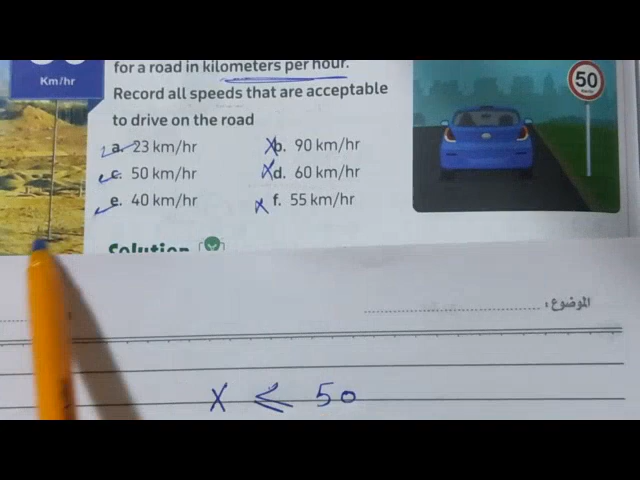 Km/hr
for a road in kilometers per hour.
Record all speeds that are acceptable
to drive on the road
a. 23 km/hr
b. 90 km/hr
c. 50 km/hr
d. 60 km/hr
e. 40 km/hr
f. 55 km/hr
50
Solution
الموضوع :
x ≤ 50